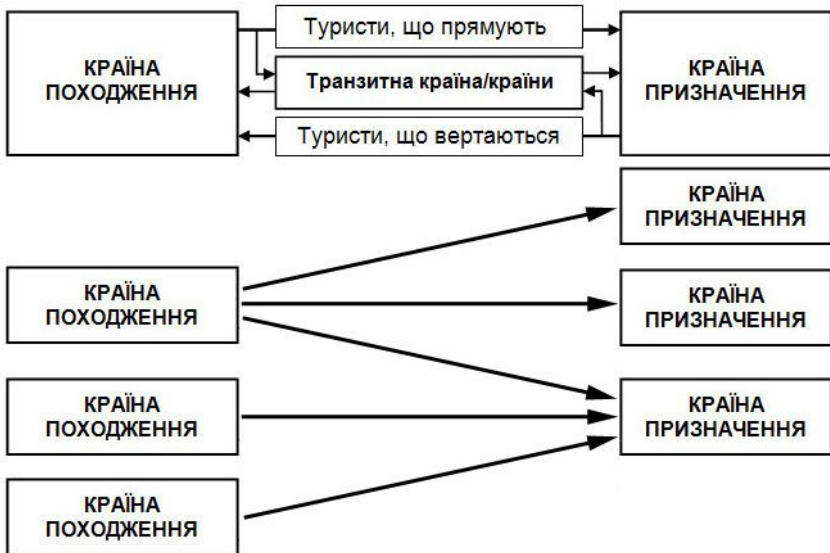 Туристи, що прямують
КРАЇНА
ПОХОДЖЕННЯ
Транзитна країна/країни
КРАЇНА
ПРИЗНАЧЕННЯ
Туристи, що вертаються
КРАЇНА
ПРИЗНАЧЕННЯ
КРАЇНА
ПОХОДЖЕННЯ
КРАЇНА
ПРИЗНАЧЕННЯ
КРАЇНА
ПОХОДЖЕННЯ
КРАЇНА
ПРИЗНАЧЕННЯ
КРАЇНА
ПОХОДЖЕННЯ